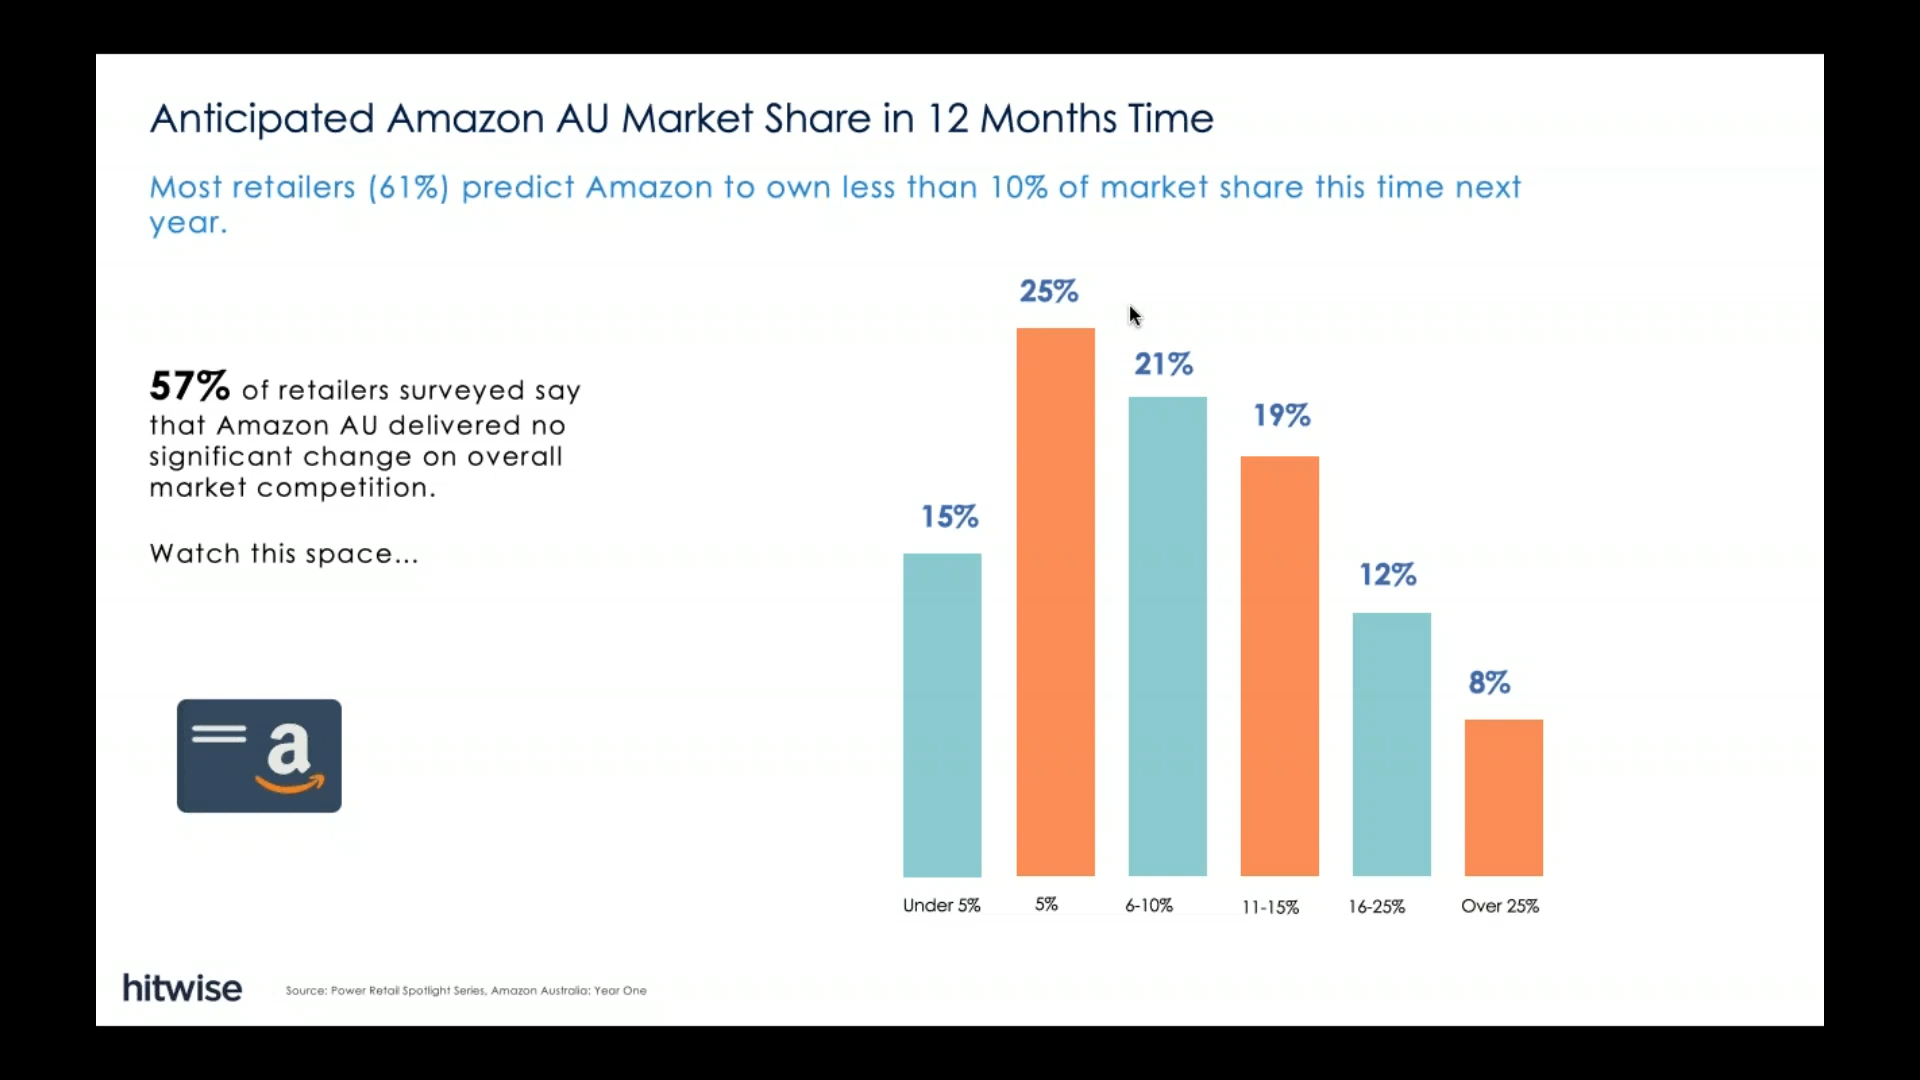 Anticipated Amazon AU Market Share in 12 Months Time
Most retailers (61%) predict Amazon to own less than 10% of market share this time next
year.
57% of retailers surveyed say
that Amazon AU delivered no
significant change on overall
market competition.
Watch this space...
a
25%
21%
19%
15%
12%
8%
Under 5%
5%
6-10%
11-15%
16-25%
Over 25%
hitwise
Source: Power Retail Spotlight Series, Amazon Australia: Year One